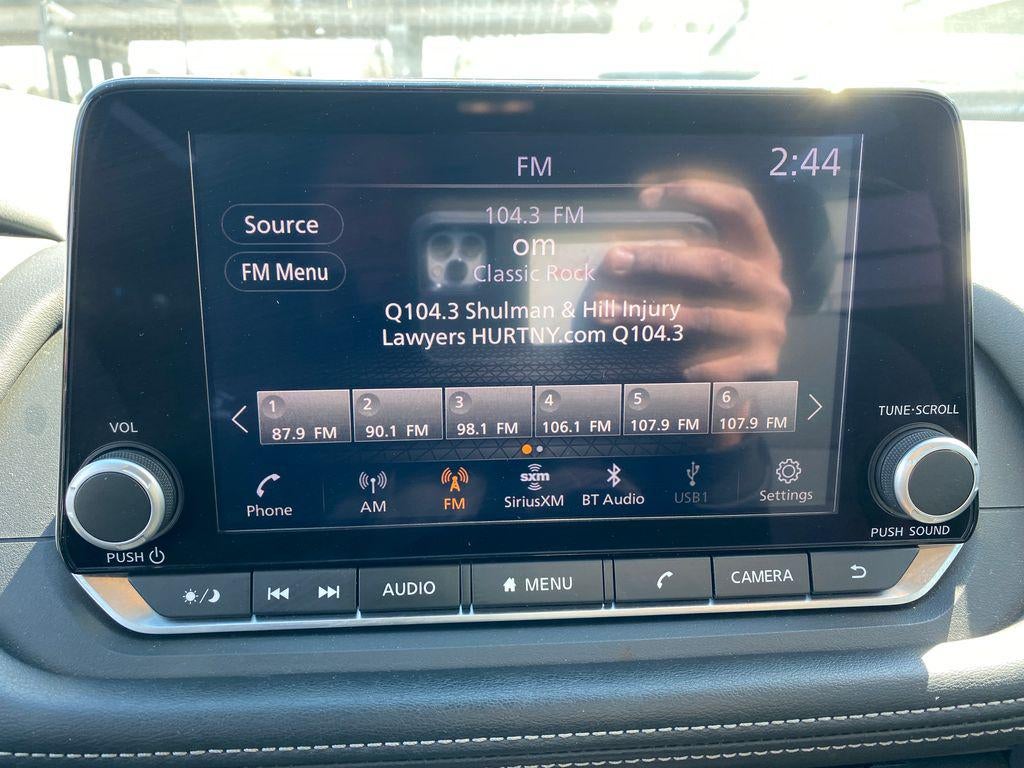 FM
2:44
Source
FM Menu
104.3 FM
om
Classic Rock
Q104.3 Shulman & Hill Injury
Lawyers HURTNY.com Q104.3
1 2 3 4 5 6
87.9 FM 90.1 FM 98.1 FM 106.1 FM 107.9 FM 107.9 FM
VOL
TUNE·SCROLL
sxm
Phone AM FM SiriusXM BT Audio USB1 Settings
PUSH
PUSH SOUND
AUDIO MENU CAMERA